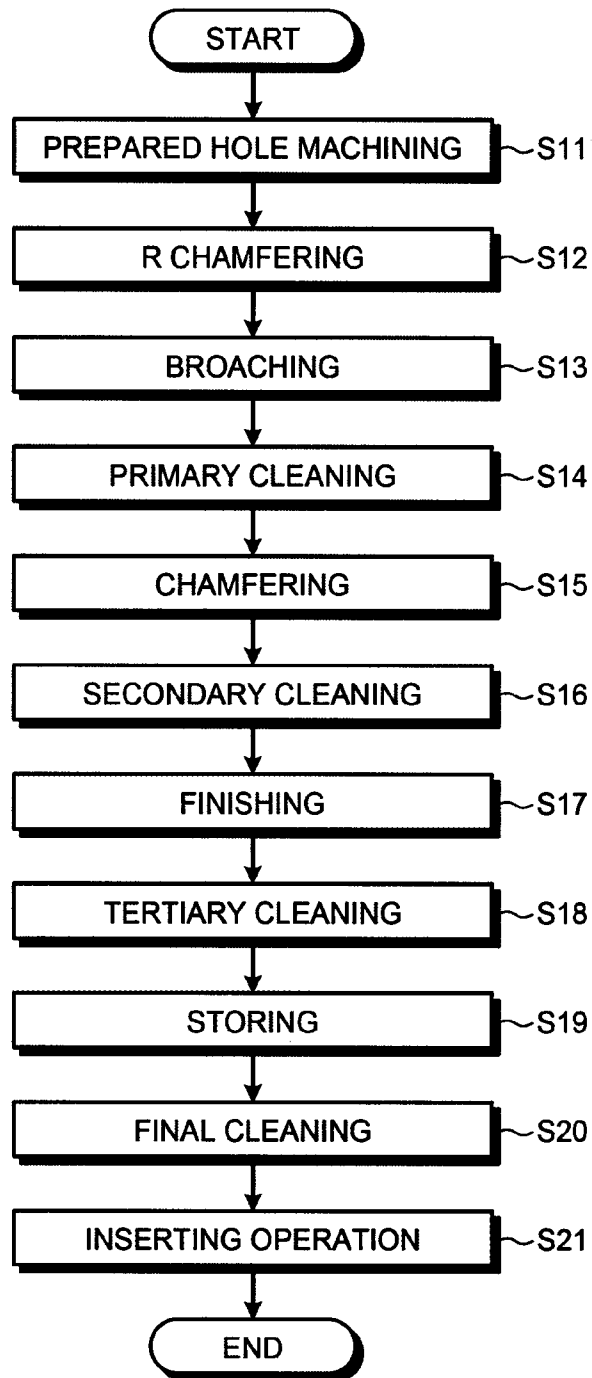 START
PREPARED HOLE MACHINING ~S11
R CHAMFERING ~S12
BROACHING ~S13
PRIMARY CLEANING ~S14
CHAMFERING ~S15
SECONDARY CLEANING ~S16
FINISHING ~S17
TERTIARY CLEANING ~S18
STORING ~S19
FINAL CLEANING ~S20
INSERTING OPERATION ~S21
END